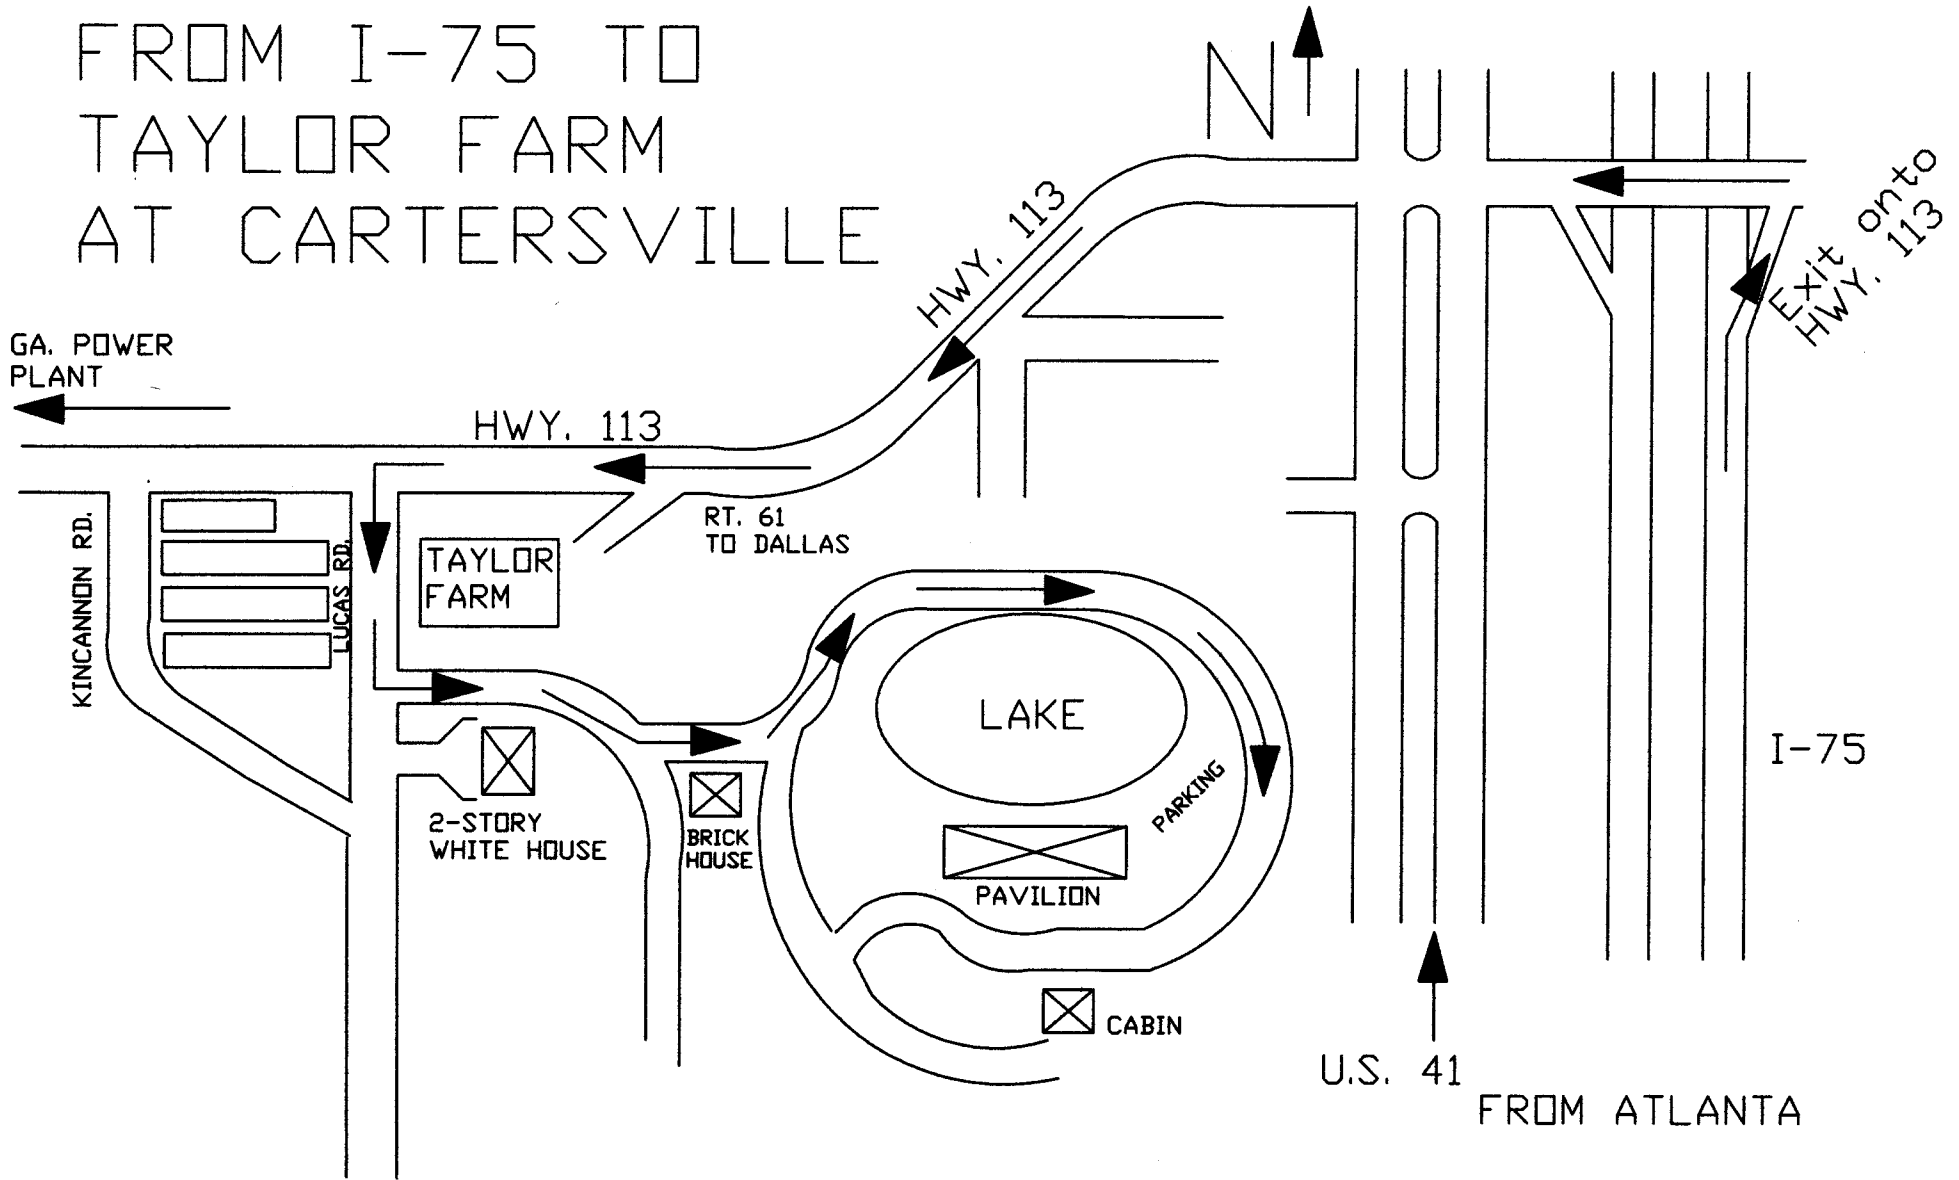 FROM I-75 TO
TAYLOR FARM
AT CARTERSVILLE
N
Exit onto
HWY. 113
HWY. 113
GA. POWER
PLANT
HWY. 113
RT. 61
TO DALLAS
KINCANNON RD.
LUCAS RD.
TAYLOR
FARM
LAKE
PARKING
I-75
2-STORY
WHITE HOUSE
BRICK
HOUSE
PAVILION
CABIN
U.S. 41
FROM ATLANTA